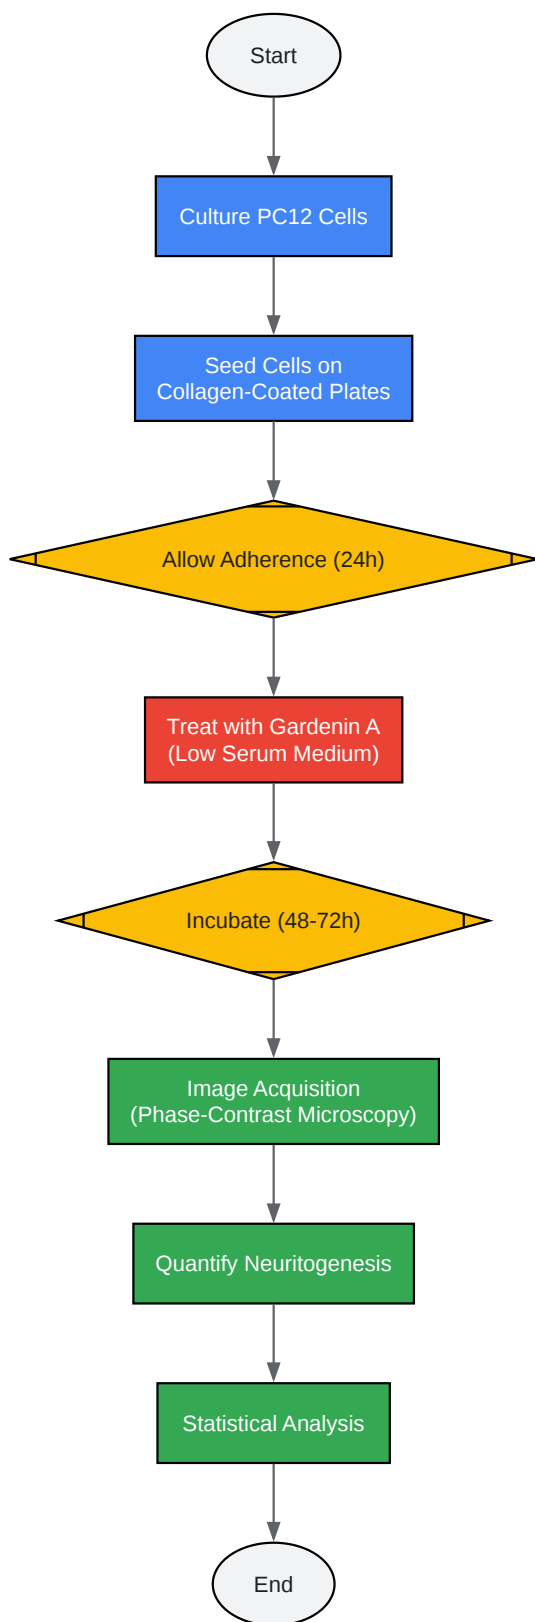 Start
Culture PC12 Cells
Seed Cells on
Collagen-Coated Plates
Allow Adherence (24h)
Treat with Gardenin A
(Low Serum Medium)
Incubate (48-72h)
Image Acquisition
(Phase-Contrast Microscopy)
Quantify Neuritogenesis
Statistical Analysis
End